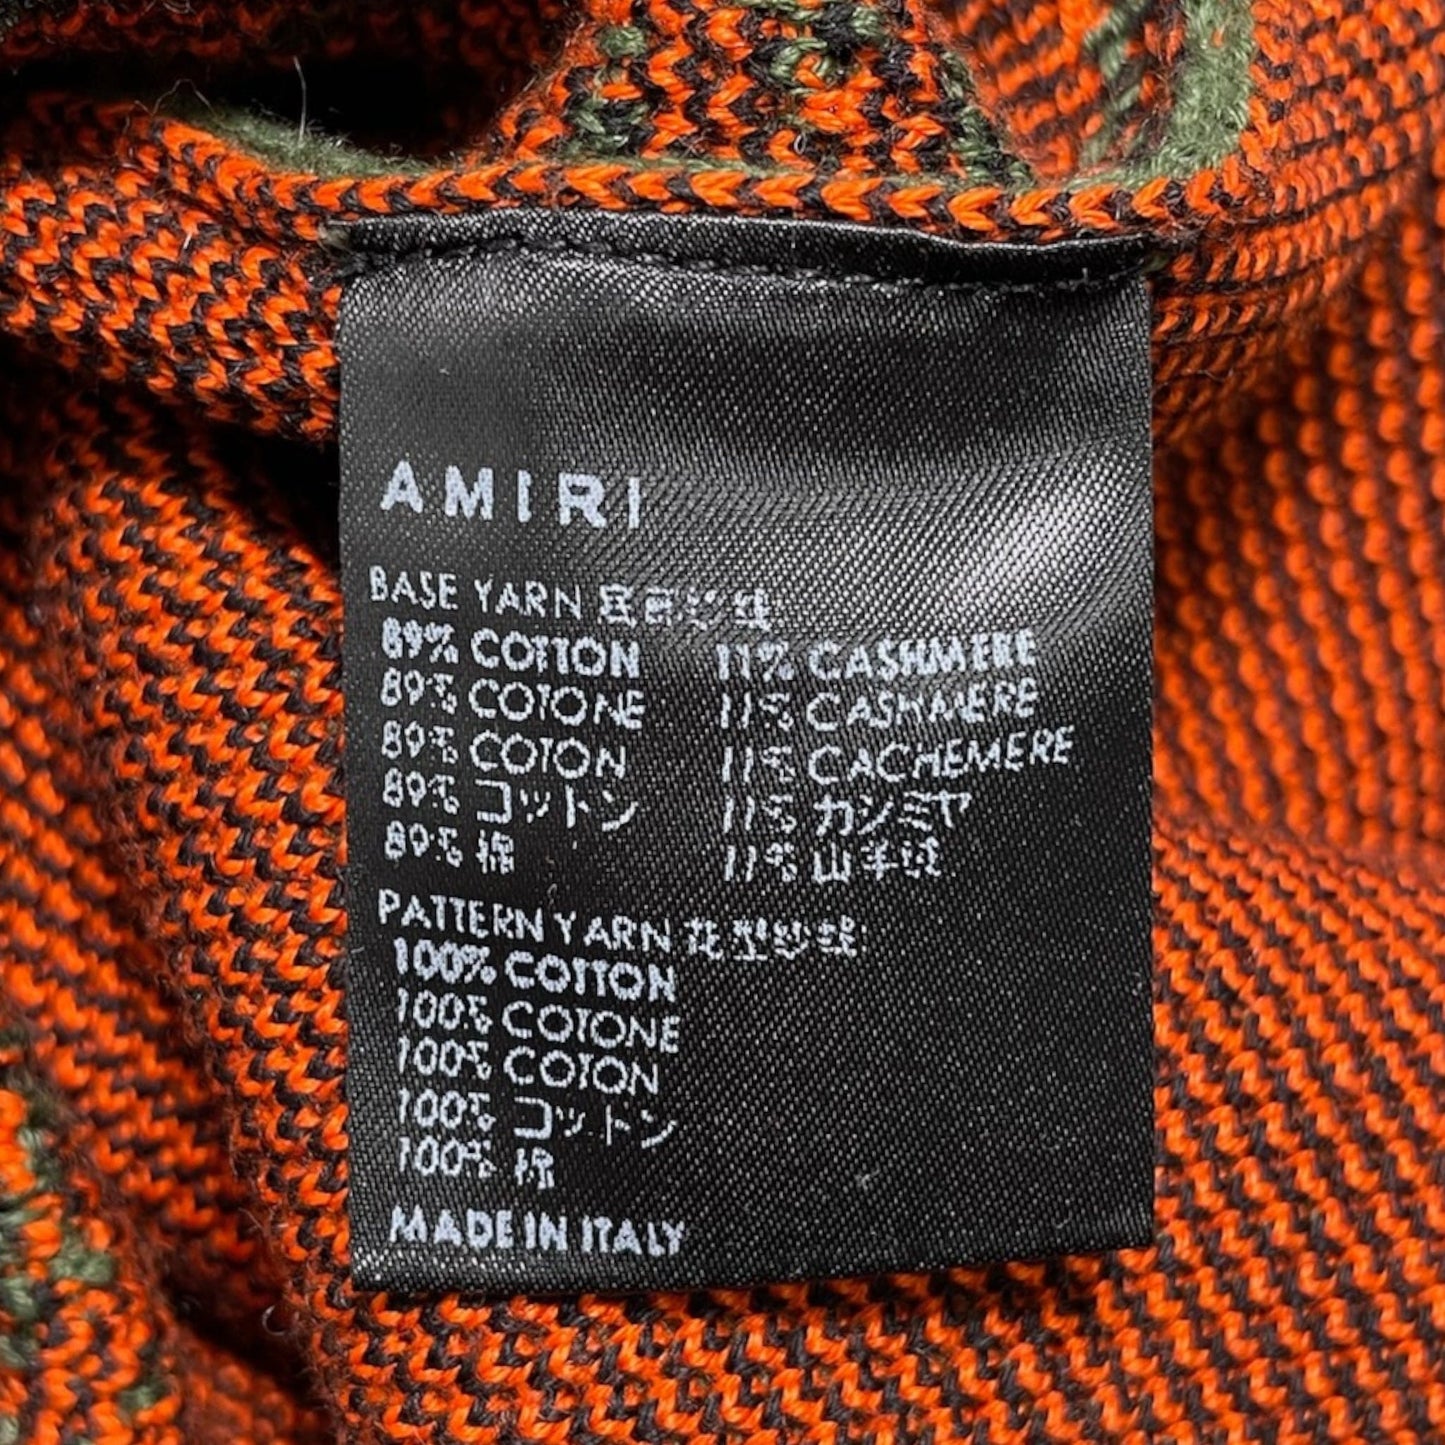 AMIRI
BASE YARN 底色纱线
89% COTTON 11% CASHMERE
89% COTONE 11% CASHMERE
89% COTON 11% CACHEMERE
89% コットン 11% カシミヤ
89% 棉 11% 山羊绒
PATTERN YARN 花型纱线
100% COTTON
100% COTONE
100% COTON
100% コットン
100% 棉
MADE IN ITALY